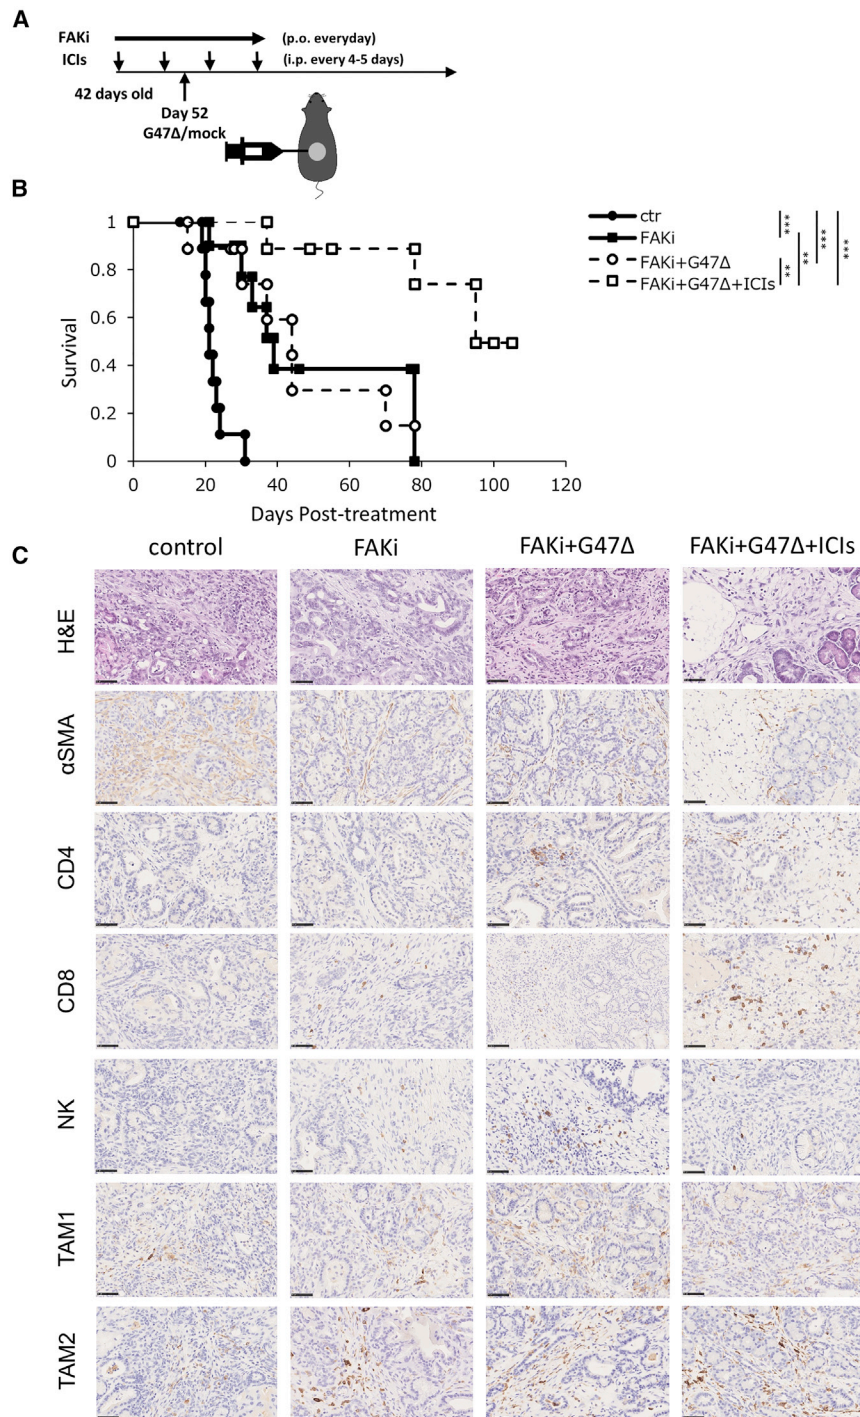 A
FAKi (p.o. everyday)
ICIs (i.p. every 4-5 days)
42 days old
Day 52
G47Δ/mock
B
1
0.8
0.6
0.4
0.2
0
Survival
0 20 40 60 80 100 120
Days Post-treatment
ctr
FAKi
FAKi+G47Δ
FAKi+G47Δ+ICIs
***
**
**
***
***
C
control FAKi FAKi+G47Δ FAKi+G47Δ+ICIs
H&E
αSMA
CD4
CD8
NK
TAM1
TAM2